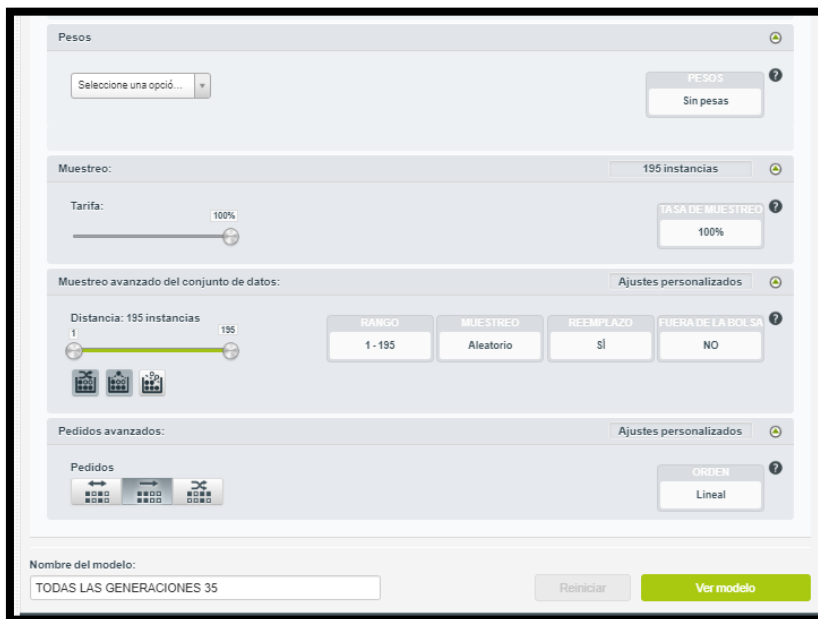 Pesos
Seleccione una opció...
PESOS
Sin pesas
Muestreo:
195 instancias
Tarifa:
100%
TASA DE MUESTREO
100%
Muestreo avanzado del conjunto de datos:
Ajustes personalizados
Distancia: 195 instancias
1
195
RANGO
1 - 195
MUESTREO
Aleatorio
REEMPLAZO
SÍ
FUERA DE LA BOLSA
NO
Pedidos avanzados:
Ajustes personalizados
Pedidos
ORDEN
Lineal
Nombre del modelo:
TODAS LAS GENERACIONES 35
Reiniciar
Ver modelo